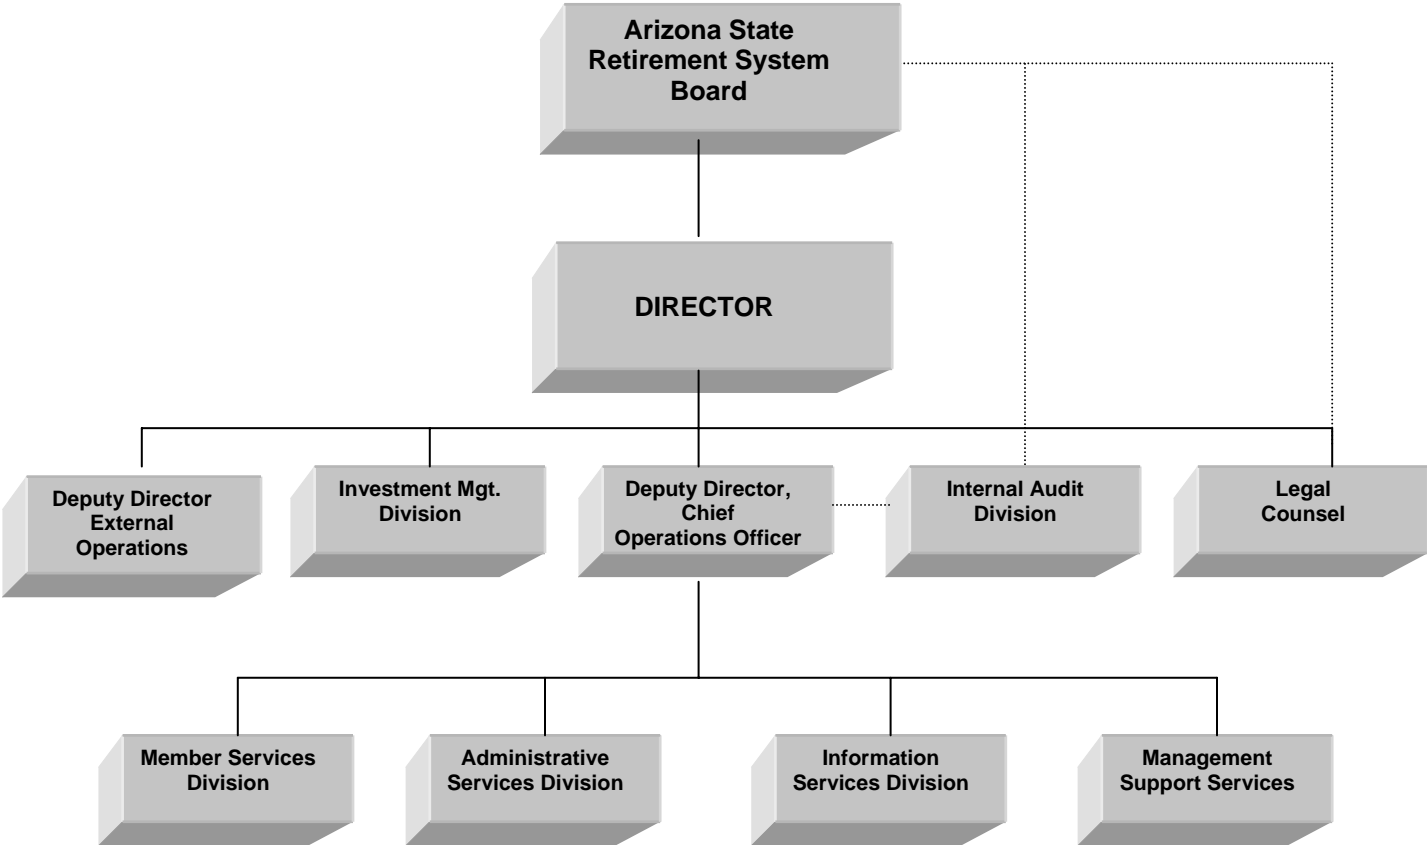 Arizona State
Retirement System
Board
DIRECTOR
Deputy Director
External
Operations
Investment Mgt.
Division
Deputy Director,
Chief
Operations Officer
Internal Audit
Division
Legal
Counsel
Member Services
Division
Administrative
Services Division
Information
Services Division
Management
Support Services